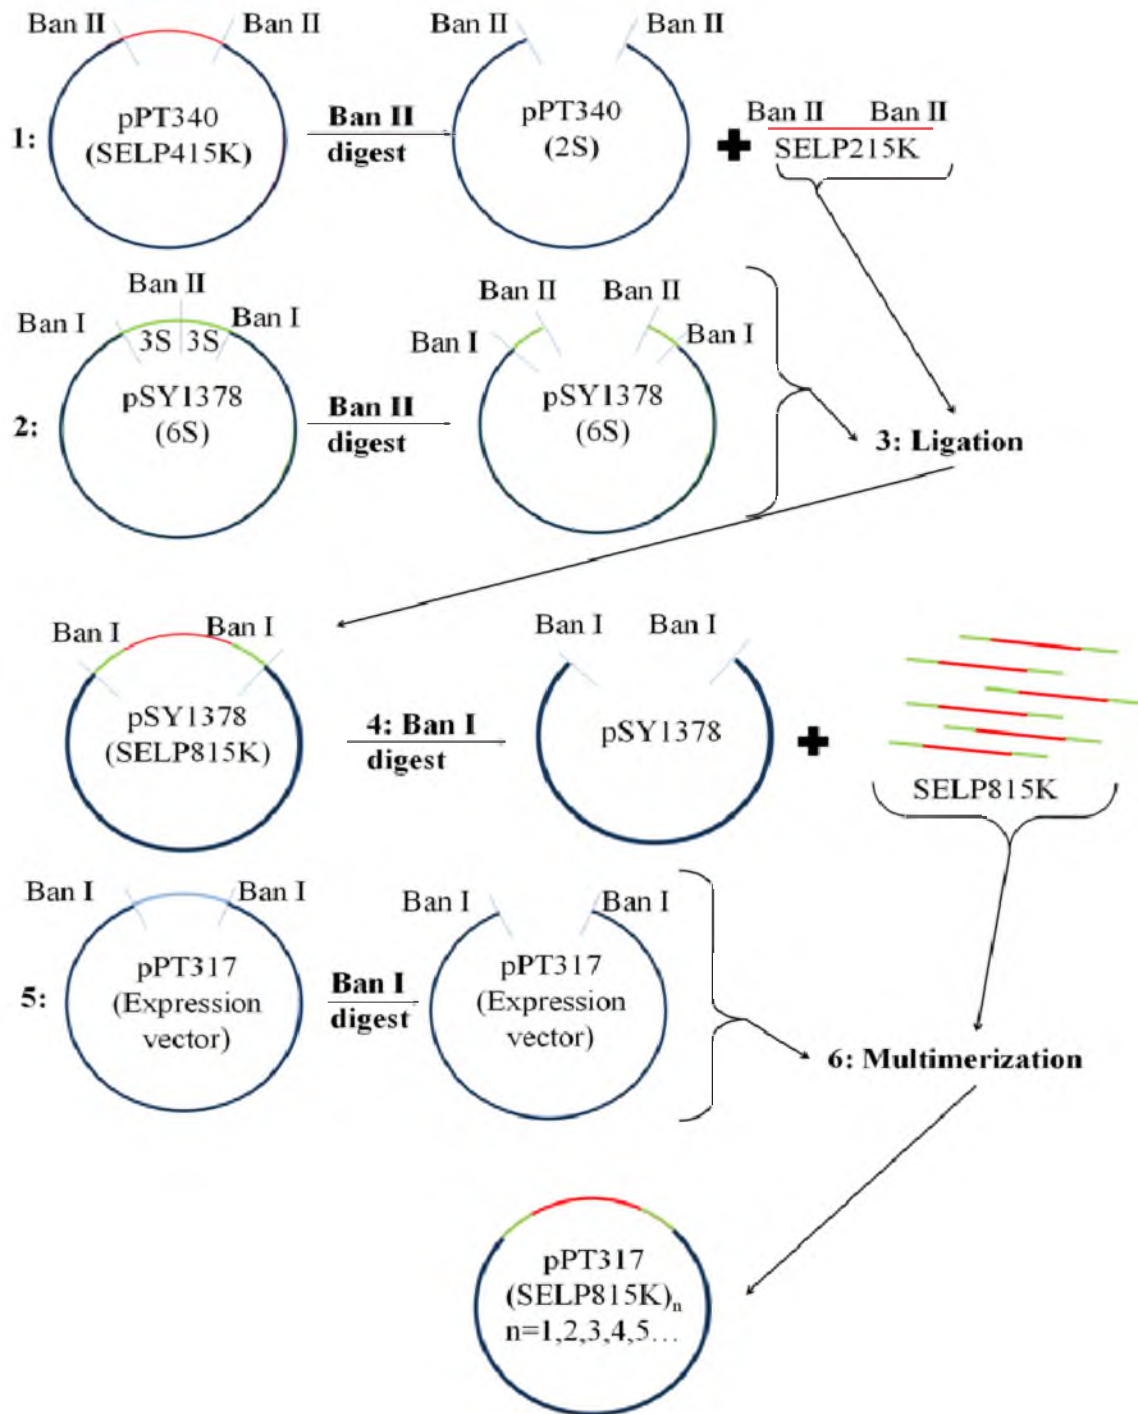 Ban II Ban II Ban II Ban II
1: pPT340 Ban II pPT340 Ban II Ban II
(SELP415K) digest (2S) + SELP215K
Ban II
Ban I Ban I Ban II Ban II
3S 3S Ban I Ban I
2: pSY1378 Ban II pSY1378
(6S) digest (6S)
3: Ligation
Ban I Ban I Ban I Ban I
pSY1378 4: Ban I pSY1378 +
(SELP815K) digest SELP815K
Ban I Ban I Ban I Ban I
5: pPT317 Ban I pPT317
(Expression digest (Expression
vector) vector)
6: Multimerization
pPT317
(SELP815K)n
n=1,2,3,4,5…